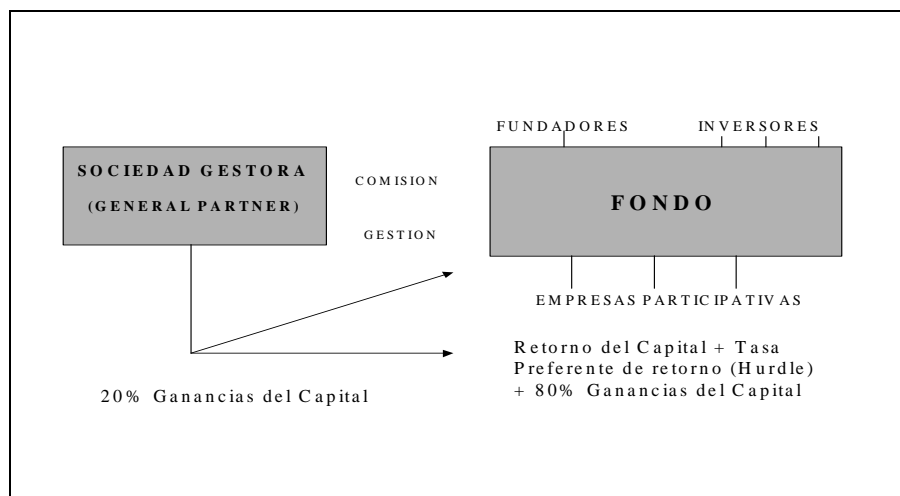 FUNDADORES
INVERSORES
SOCIEDAD GESTORA
(GENERAL PARTNER)
COMISION
GESTION
FONDO
EMPRESAS PARTICIPATIVAS
Retorno del Capital + Tasa
Preferente de retorno (Hurdle)
+ 80% Ganancias del Capital
20% Ganancias del Capital